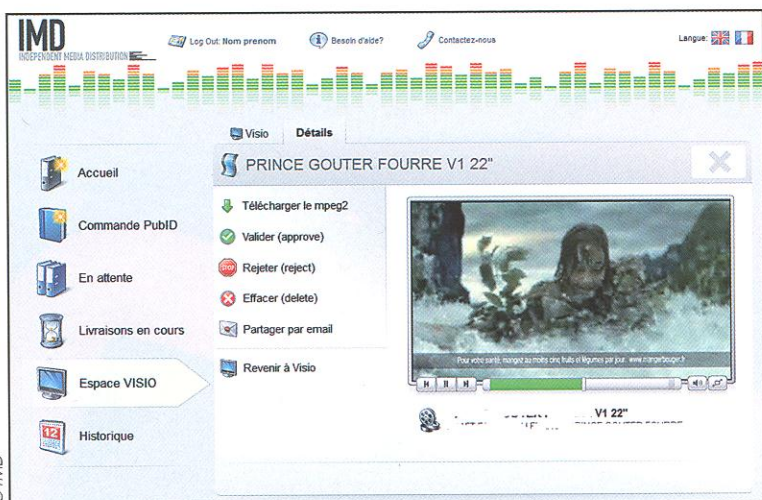 IMD
INDEPENDENT MEDIA DISTRIBUTION
Log Out: Nom prenom
Besoin d'aide?
Contactez-nous
Langue:
Visio
Détails
PRINCE GOUTER FOURRE V1 22"
Accueil
Commande PubID
En attente
Livraisons en cours
Espace VISIO
Historique
12
Télécharger le mpeg2
Valider (approve)
STOP
Rejeter (reject)
Effacer (delete)
Partager par email
Revenir à Visio
Pour votre santé, mangez au moins cinq fruits et légumes par jour. www.mangerbouger.fr
V1 22"